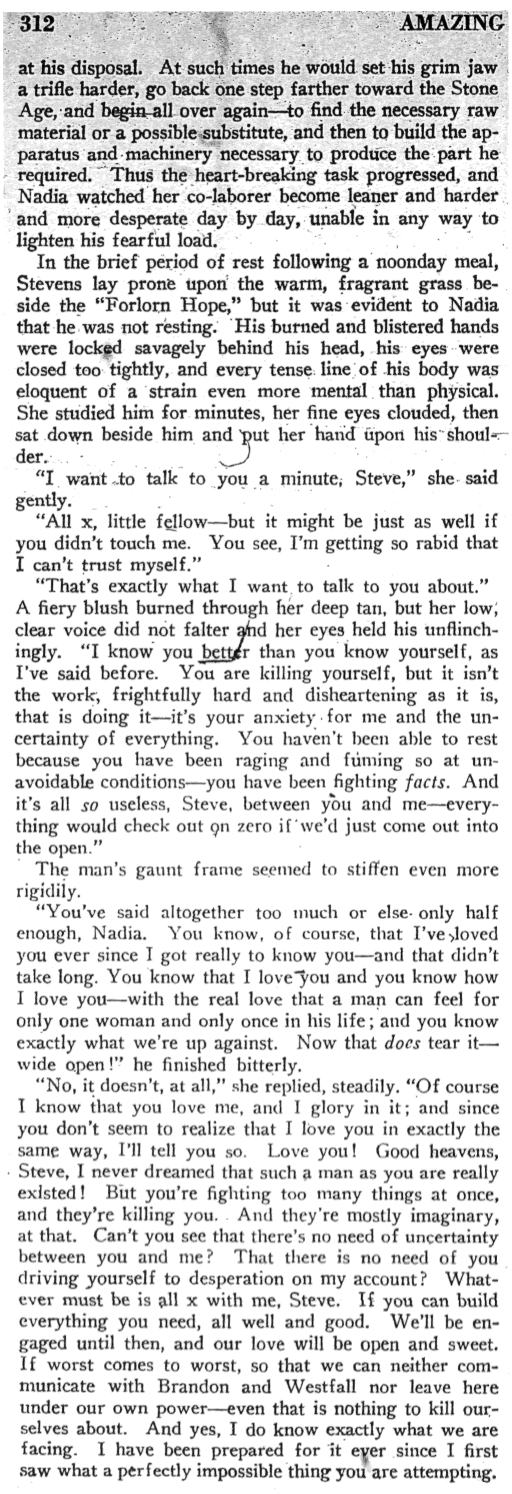 312 AMAZING
at his disposal. At such times he would set his grim jaw
a trifle harder, go back one step farther toward the Stone
Age, and begin all over again—to find the necessary raw
material or a possible substitute, and then to build the ap-
paratus and machinery necessary to produce the part he
required. Thus the heart-breaking task progressed, and
Nadia watched her co-laborer become leaner and harder
and more desperate day by day, unable in any way to
lighten his fearful load.
In the brief period of rest following a noonday meal,
Stevens lay prone upon the warm, fragrant grass be-
side the "Forlorn Hope," but it was evident to Nadia
that he was not resting. His burned and blistered hands
were locked savagely behind his head, his eyes were
closed too tightly, and every tense line of his body was
eloquent of a strain even more mental than physical.
She studied him for minutes, her fine eyes clouded, then
sat down beside him and put her hand upon his shoul-
der.
"I want to talk to you a minute, Steve," she said
gently.
"All x, little fellow—but it might be just as well if
you didn't touch me. You see, I'm getting so rabid that
I can't trust myself."
"That's exactly what I want to talk to you about."
A fiery blush burned through her deep tan, but her low,
clear voice did not falter and her eyes held his unflinch-
ingly. "I know you better than you know yourself, as
I've said before. You are killing yourself, but it isn't
the work, frightfully hard and disheartening as it is,
that is doing it—it's your anxiety for me and the un-
certainty of everything. You haven't been able to rest
because you have been raging and fuming so at un-
avoidable conditions—you have been fighting facts. And
it's all so useless, Steve, between you and me—every-
thing would check out on zero if we'd just come out into
the open."
The man's gaunt frame seemed to stiffen even more
rigidily.
"You've said altogether too much or else only half
enough, Nadia. You know, of course, that I've loved
you ever since I got really to know you—and that didn't
take long. You know that I love you and you know how
I love you—with the real love that a man can feel for
only one woman and only once in his life; and you know
exactly what we're up against. Now that does tear it—
wide open!" he finished bitterly.
"No, it doesn't, at all," she replied, steadily. "Of course
I know that you love me, and I glory in it; and since
you don't seem to realize that I love you in exactly the
same way, I'll tell you so. Love you! Good heavens,
Steve, I never dreamed that such a man as you are really
existed! But you're fighting too many things at once,
and they're killing you. And they're mostly imaginary,
at that. Can't you see that there's no need of uncertainty
between you and me? That there is no need of you
driving yourself to desperation on my account? What-
ever must be is all x with me, Steve. If you can build
everything you need, all well and good. We'll be en-
gaged until then, and our love will be open and sweet.
If worst comes to worst, so that we can neither com-
municate with Brandon and Westfall nor leave here
under our own power—even that is nothing to kill our-
selves about. And yes, I do know exactly what we are
facing. I have been prepared for it ever since I first
saw what a perfectly impossible thing you are attempting.